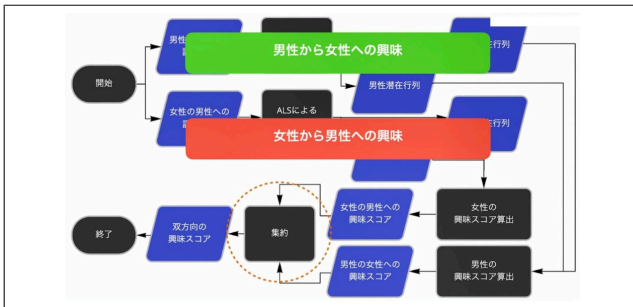 男性
男性から女性への興味
行列
開始
男性潜在行列
女性の男性への
ALSによる
女性から男性への興味
行列
双方向の
興味スコア
終了
集約
女性の男性への
興味スコア
女性の
興味スコア算出
男性の女性への
興味スコア
男性の
興味スコア算出